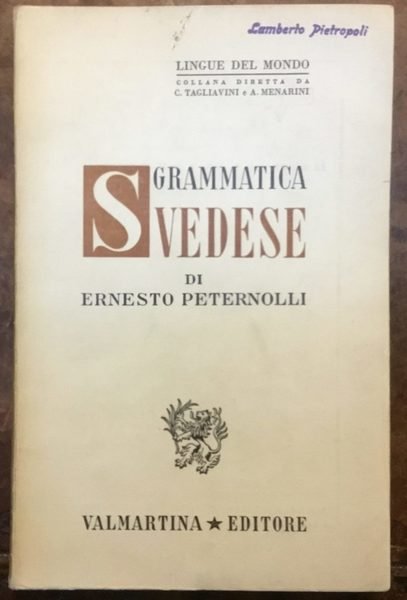 Lamberto Pietropoli
LINGUE DEL MONDO
COLLANA DIRETTA DA
C. TAGLIAVINI e A. MENARINI
GRAMMATICA
SVEDESE
DI
ERNESTO PETERNOLLI
VALMARTINA ★ EDITORE